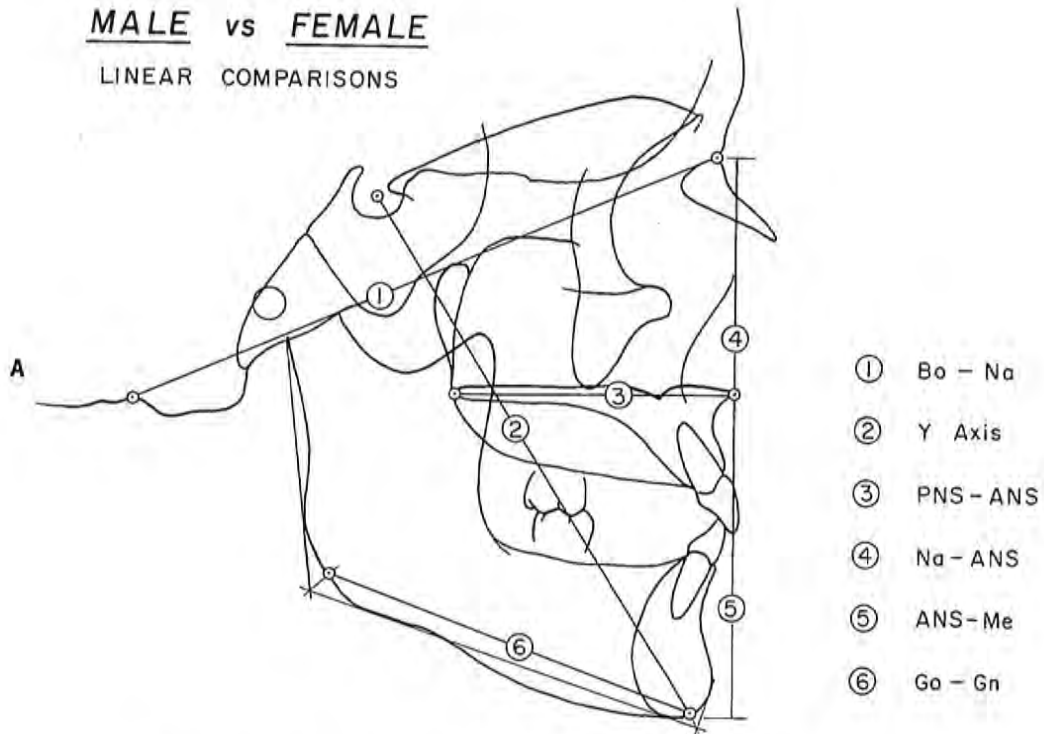 MALE vs FEMALE
LINEAR COMPARISONS
A
1
2
3
4
5
6
① Bo – Na
② Y Axis
③ PNS – ANS
④ Na – ANS
⑤ ANS – Me
⑥ Go – Gn